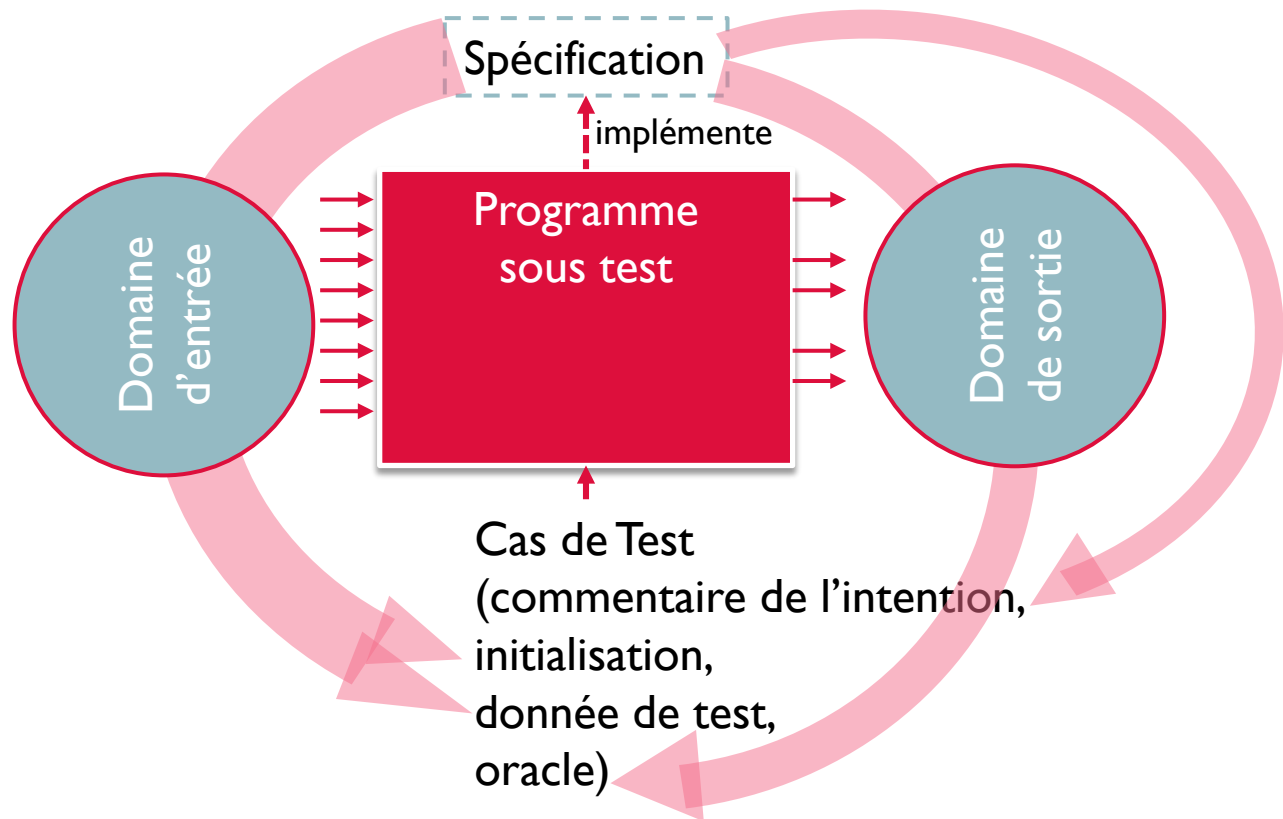 Spécification
implémente
Programme
sous test
Domaine
d'entrée
Domaine
de sortie
Cas de Test
(commentaire de l'intention,
initialisation,
donnée de test,
oracle)